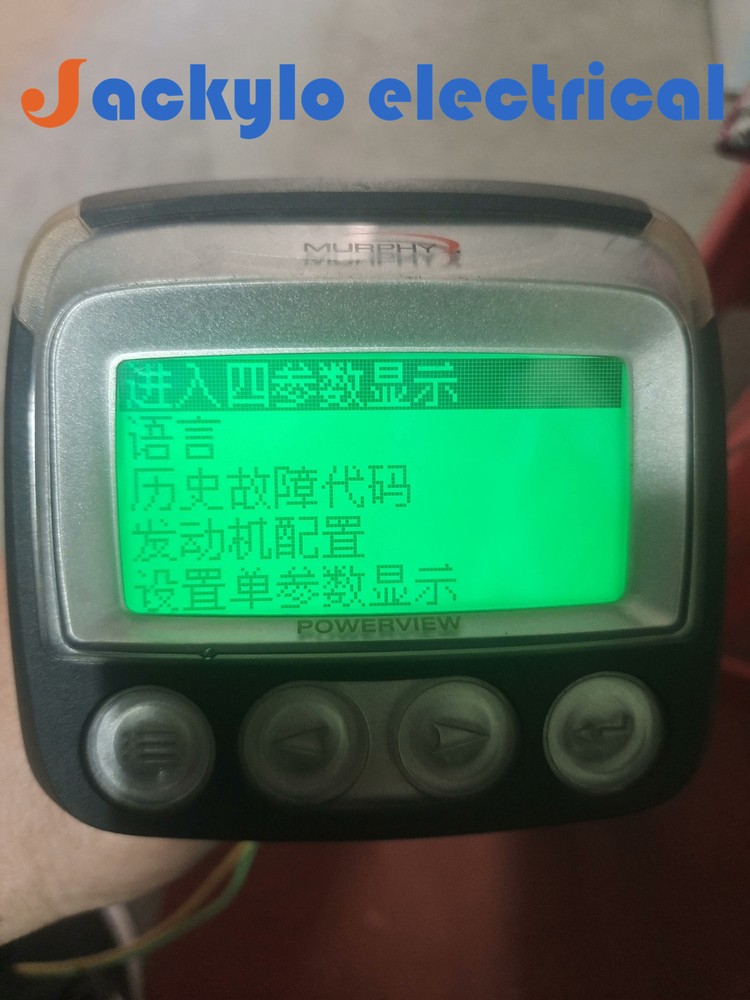 Jackylo electrical
MURPHY
进入四参数显示
语言
历史故障代码
发动机配置
设置单参数显示
POWERVIEW